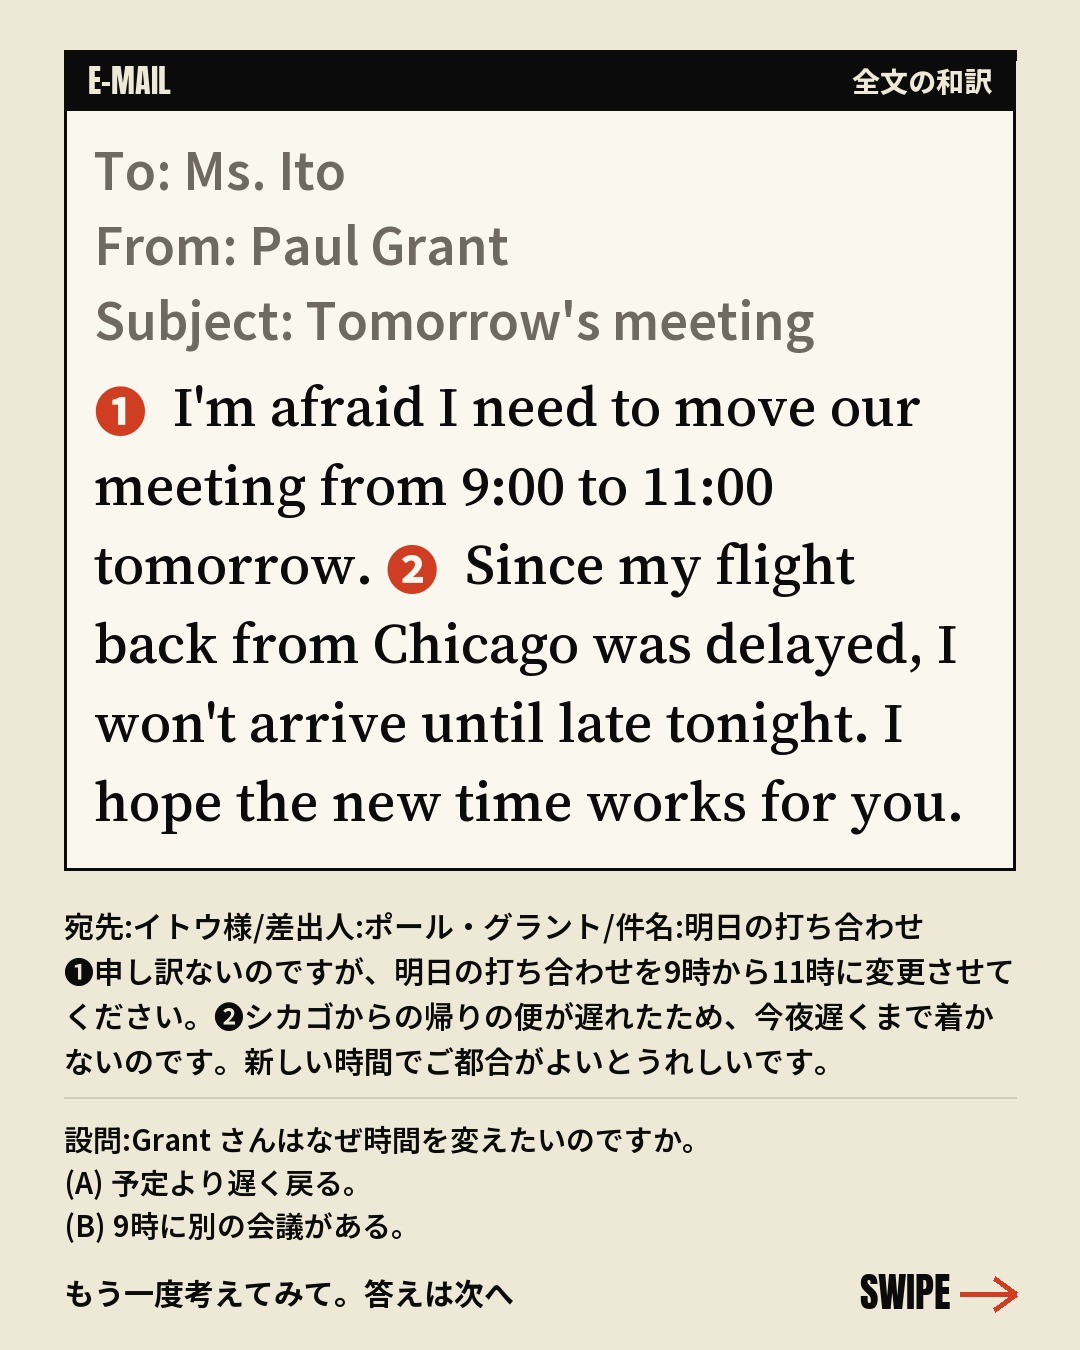 E-MAIL
全文の和訳
To: Ms. Ito
From: Paul Grant
Subject: Tomorrow's meeting
❶ I'm afraid I need to move our
meeting from 9:00 to 11:00
tomorrow. ❷ Since my flight
back from Chicago was delayed, I
won't arrive until late tonight. I
hope the new time works for you.
宛先:イトウ様/差出人:ポール・グラント/件名:明日の打ち合わせ
❶申し訳ないのですが、明日の打ち合わせを9時から11時に変更させて
ください。❷シカゴからの帰りの便が遅れたため、今夜遅くまで着か
ないのです。新しい時間でご都合がよいとうれしいです。
設問:Grant さんはなぜ時間を変えたいのですか。
(A) 予定より遅く戻る。
(B) 9時に別の会議がある。
もう一度考えてみて。答えは次へ
SWIPE